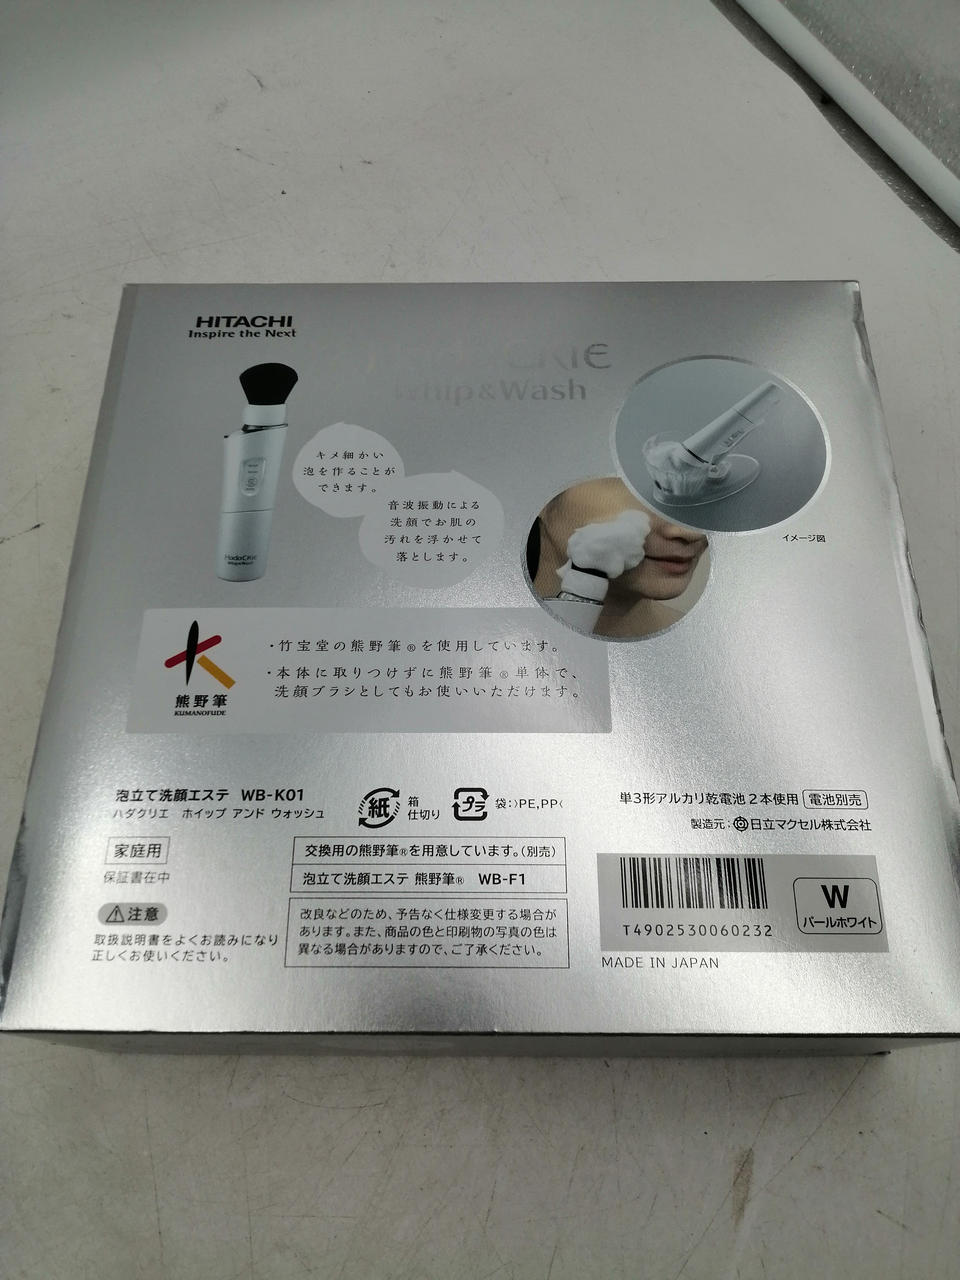 HITACHI
Inspire the Next
HadaCRiE
Whip&Wash
キメ細かい
泡を作ることが
できます。
音波振動による
洗顔でお肌の
汚れを浮かせて
落とします。
HadaCRiE
Whip&Wash
イメージ図
熊野筆
KUMANOFUDE
・竹宝堂の熊野筆®を使用しています。
・本体に取りつけずに熊野筆®単体で、
洗顔ブラシとしてもお使いいただけます。
泡立て洗顔エステ WB-K01
ハダクリエ ホイップ アンド ウォッシュ
紙 箱
仕切り
プラ 袋:〉PE,PP〈
単3形アルカリ乾電池2本使用 電池別売
製造元:日立マクセル株式会社
家庭用
保証書在中
注意
取扱説明書をよくお読みになり
正しくお使いください。
交換用の熊野筆®を用意しています。(別売)
泡立て洗顔エステ 熊野筆® WB-F1
改良などのため、予告なく仕様変更する場合が
あります。また、商品の色と印刷物の写真の色は
異なる場合がありますので、ご了承ください。
T4902530060232
W
パールホワイト
MADE IN JAPAN